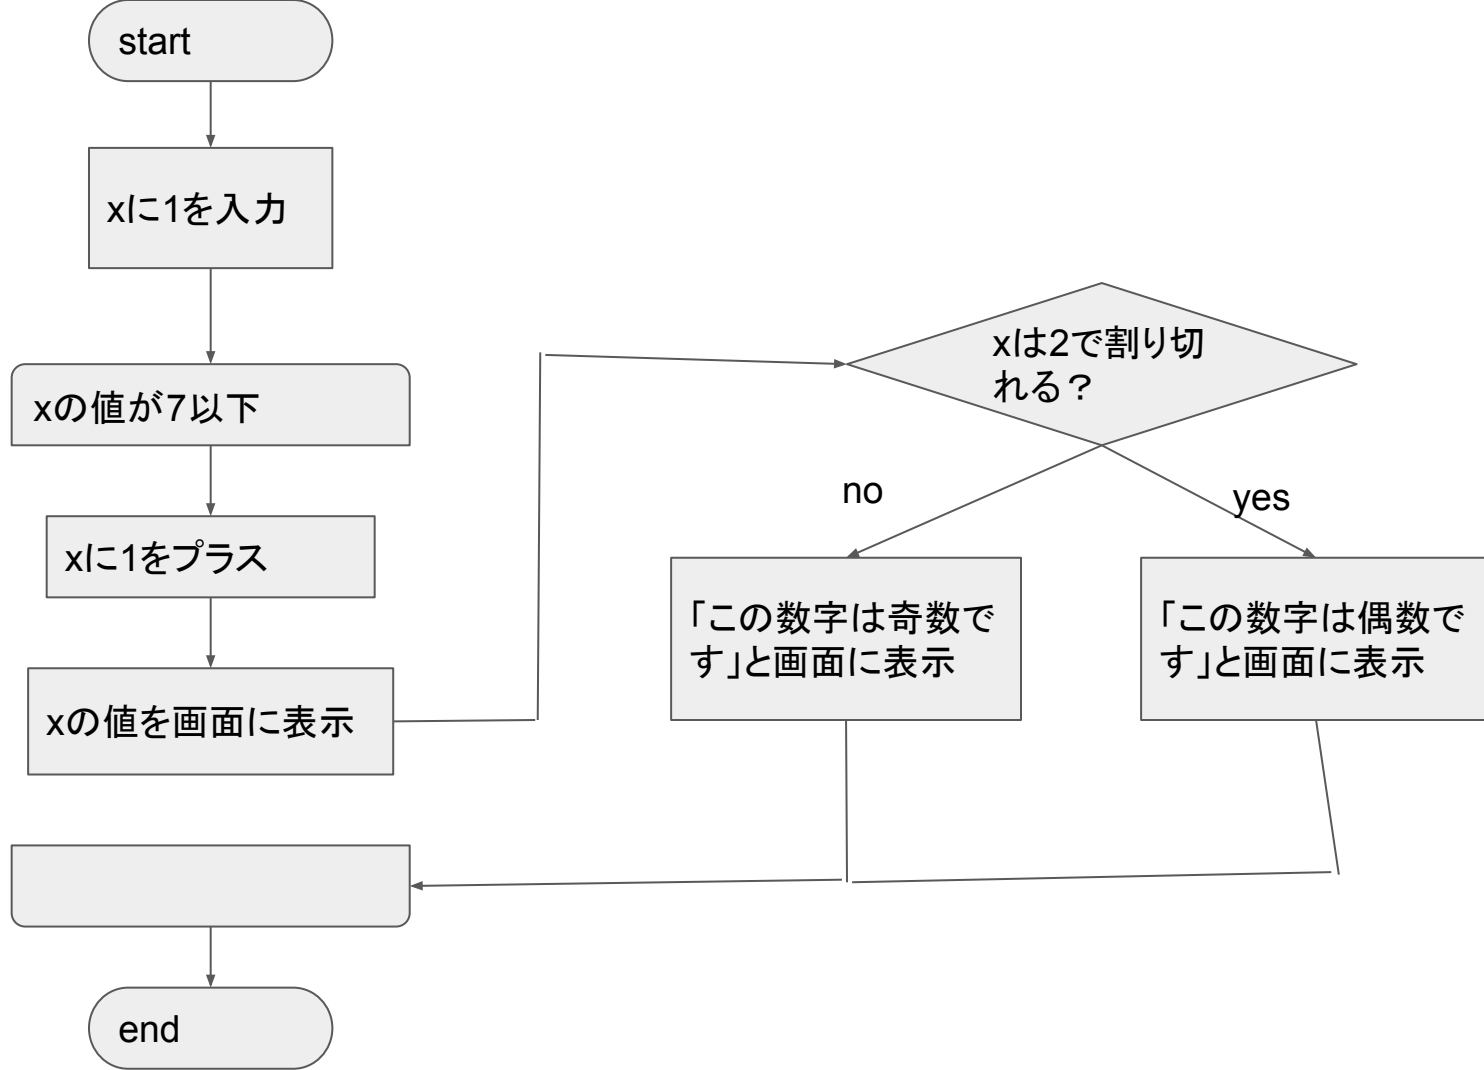 start
xに1を入力
xの値が7以下
xに1をプラス
xの値を画面に表示
xは2で割り切
れる？
no
yes
「この数字は奇数で
す」と画面に表示
「この数字は偶数で
す」と画面に表示
end